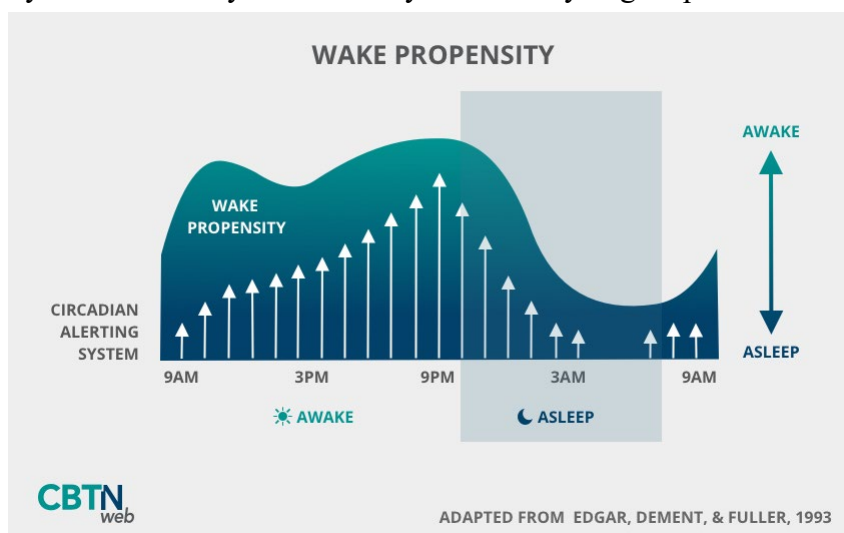 WAKE PROPENSITY
AWAKE
WAKE
PROPENSITY
CIRCADIAN
ALERTING
SYSTEM
ASLEEP
9AM 3PM 9PM 3AM 9AM
AWAKE ASLEEP
CBTN
web
ADAPTED FROM EDGAR, DEMENT, & FULLER, 1993